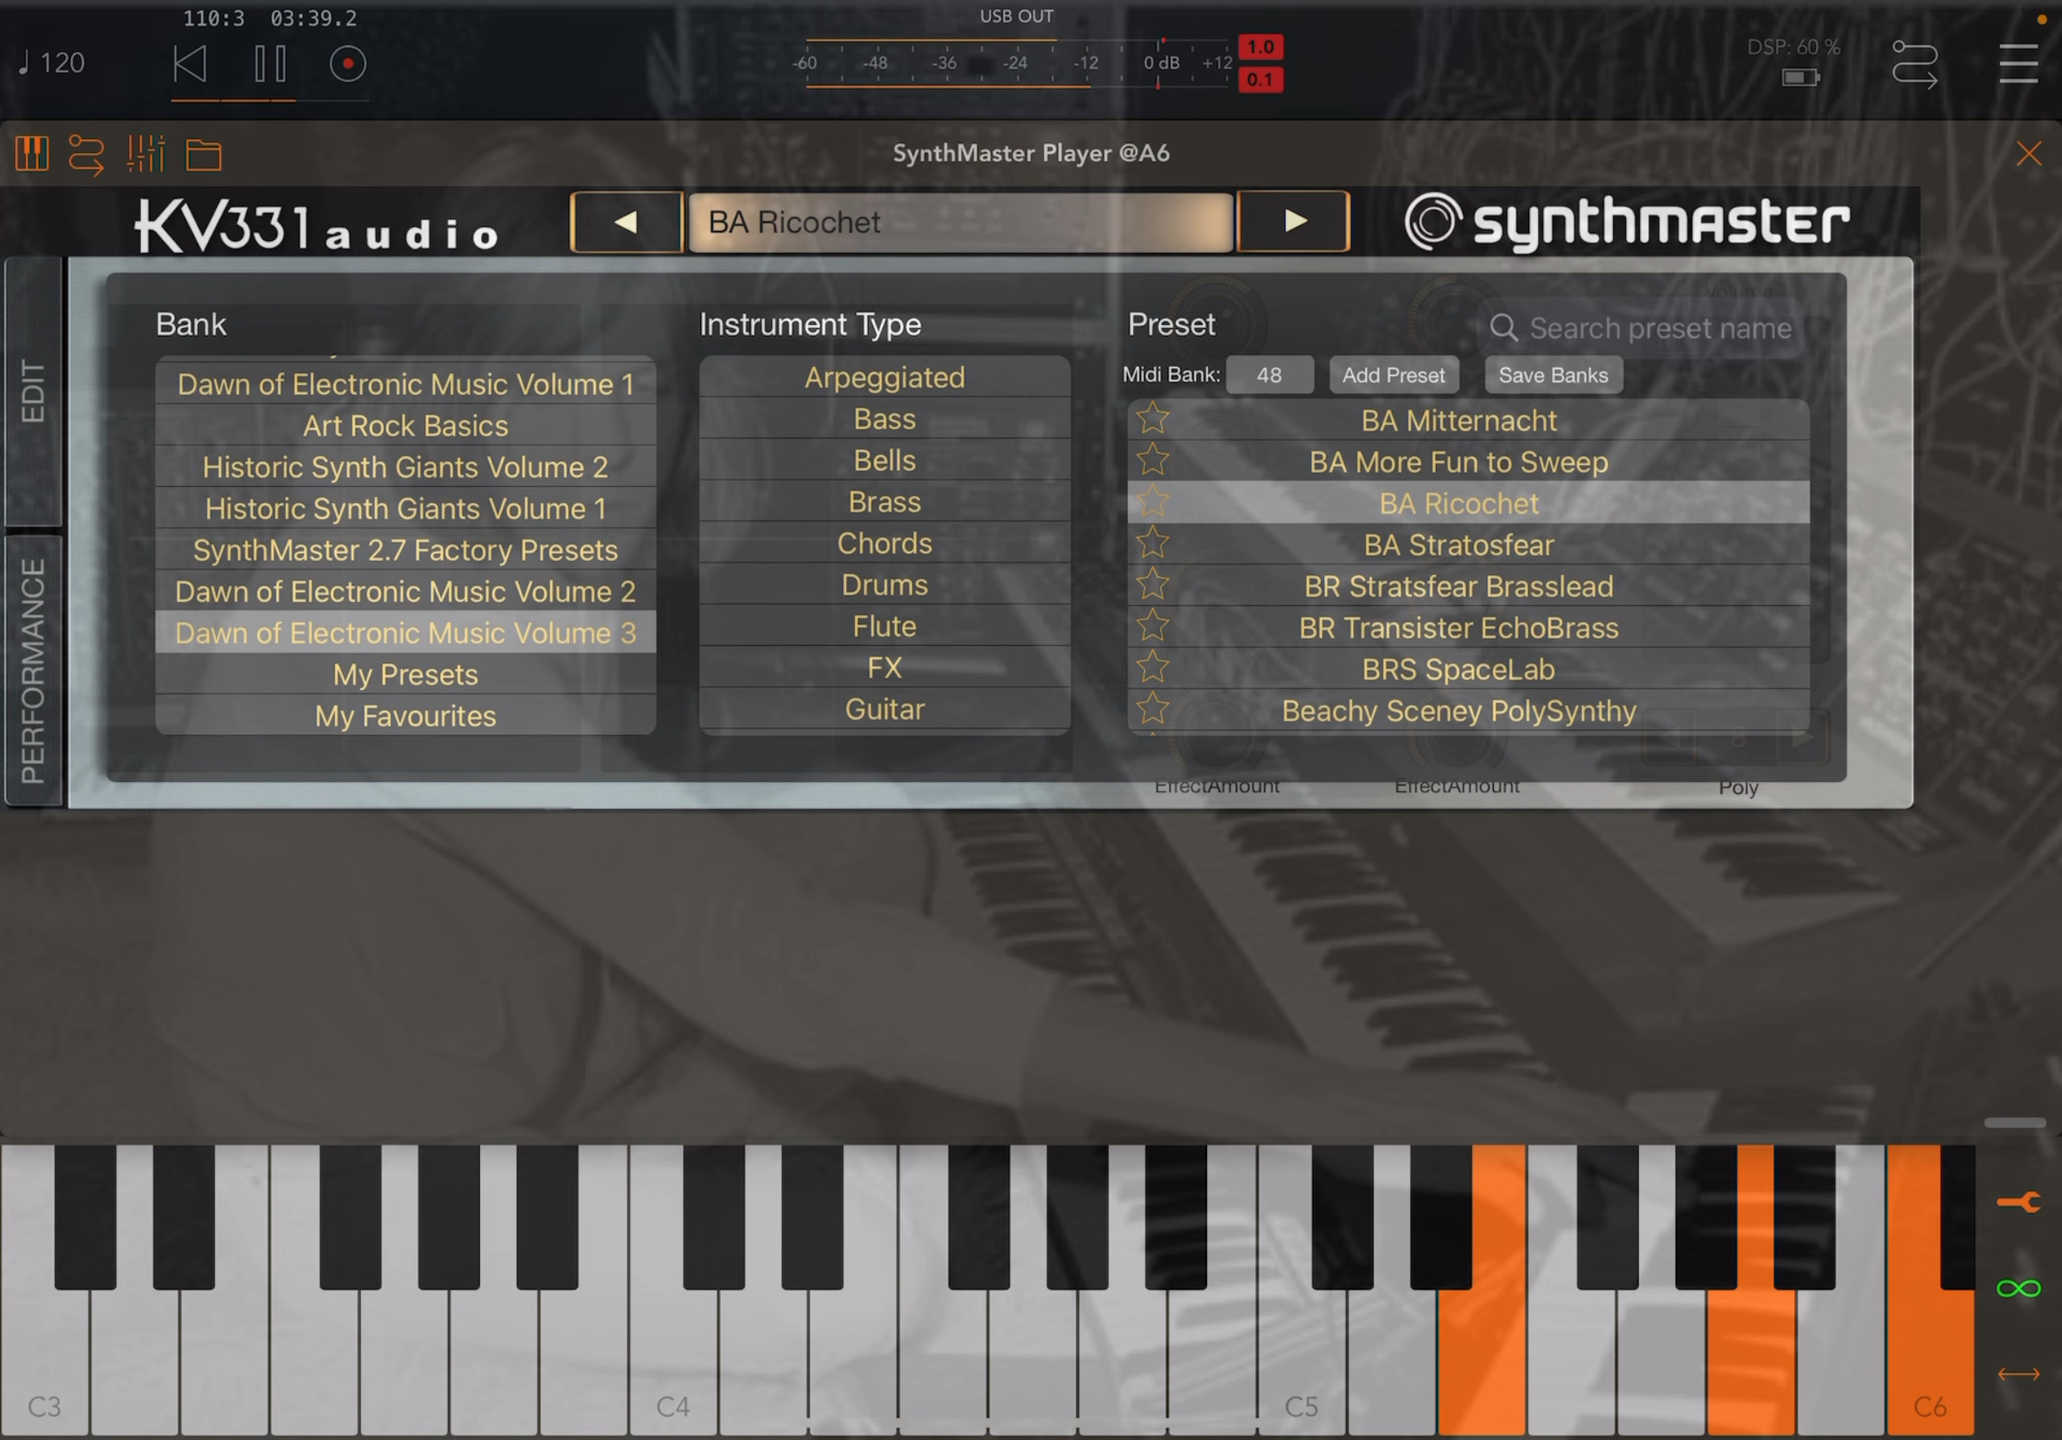 110:3 03:39.2
USB OUT
♩ 120
-60 -48 -36 -24 -12 0 dB +12
1.0
0.1
DSP: 60 %
SynthMaster Player @A6
KV331 audio
◀ BA Ricochet ▶
synthmaster
EDIT
PERFORMANCE
Bank
Dawn of Electronic Music Volume 1
Art Rock Basics
Historic Synth Giants Volume 2
Historic Synth Giants Volume 1
SynthMaster 2.7 Factory Presets
Dawn of Electronic Music Volume 2
Dawn of Electronic Music Volume 3
My Presets
My Favourites
Instrument Type
Arpeggiated
Bass
Bells
Brass
Chords
Drums
Flute
FX
Guitar
Preset
Search preset name
Midi Bank: 48 Add Preset Save Banks
BA Mitternacht
BA More Fun to Sweep
BA Ricochet
BA Stratosfear
BR Stratsfear Brasslead
BR Transister EchoBrass
BRS SpaceLab
Beachy Sceney PolySynthy
EffectAmount EffectAmount Poly
C3 C4 C5 C6